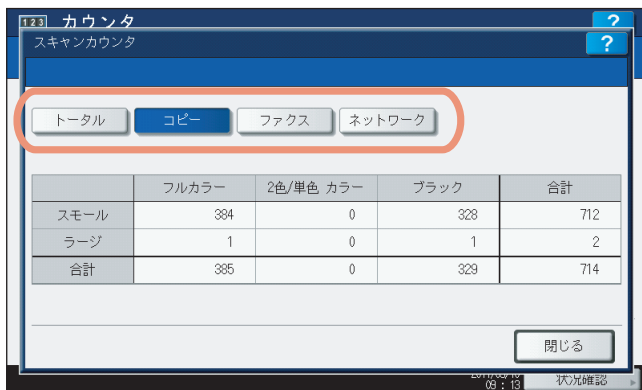 123 カウンタ ?
スキャンカウンタ ?
トータル コピー ファクス ネットワーク
フルカラー 2色/単色 カラー ブラック 合計
スモール 384 0 328 712
ラージ 1 0 1 2
合計 385 0 329 714
閉じる
09 : 13 状況確認